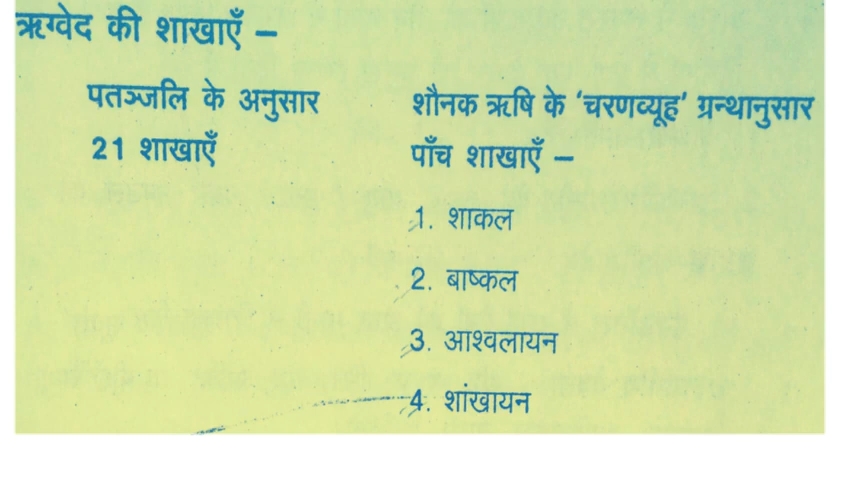 ऋग्वेद की शाखाएँ –
पतञ्जलि के अनुसार
21 शाखाएँ
शौनक ऋषि के 'चरणव्यूह' ग्रन्थानुसार
पाँच शाखाएँ –
1. शाकल
2. बाष्कल
3. आश्वलायन
4. शांखायन